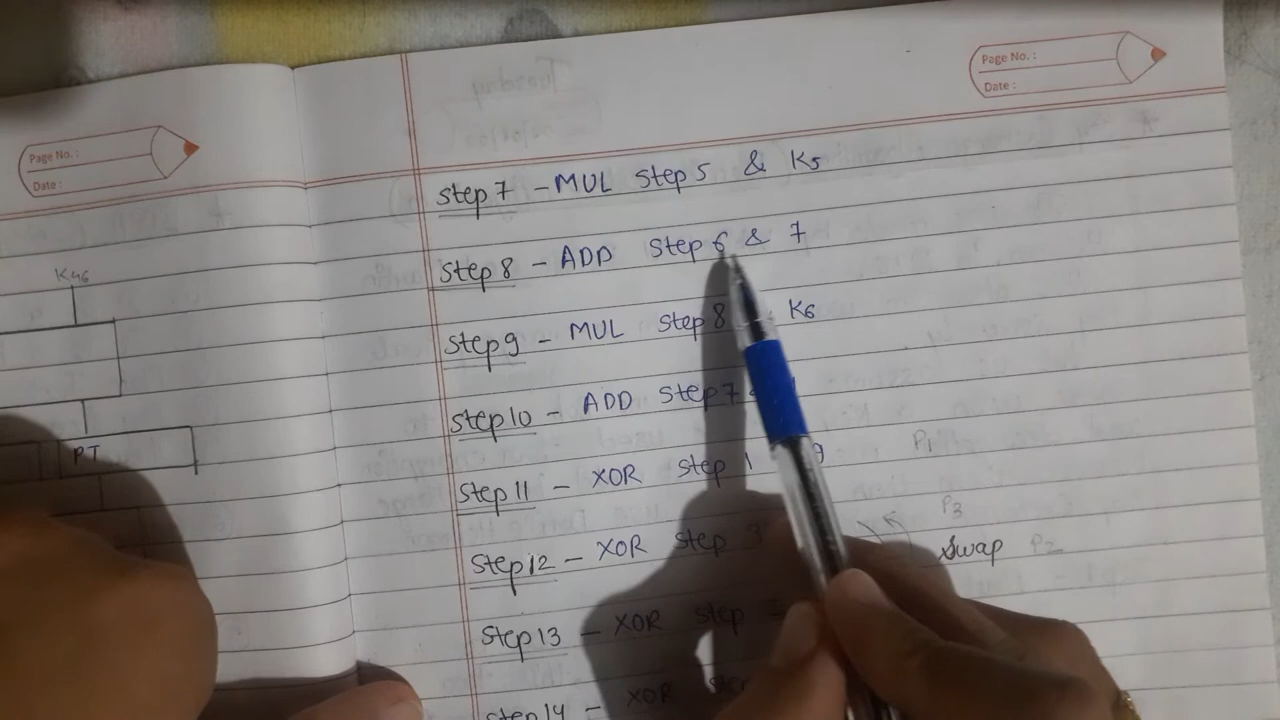 Page No. :
Date :
Page No. :
Date :
K46
PT
Step 7 - MUL Step 5 & K5
Step 8 - ADD Step 6 & 7
Step 9 - MUL Step 8 K6
Step 10 - ADD Step 7
Step 11 - XOR Step 1 9 P1
P3
Step 12 - XOR Step Swap P2
Step 13 - XOR Step
Step 14 - XOR